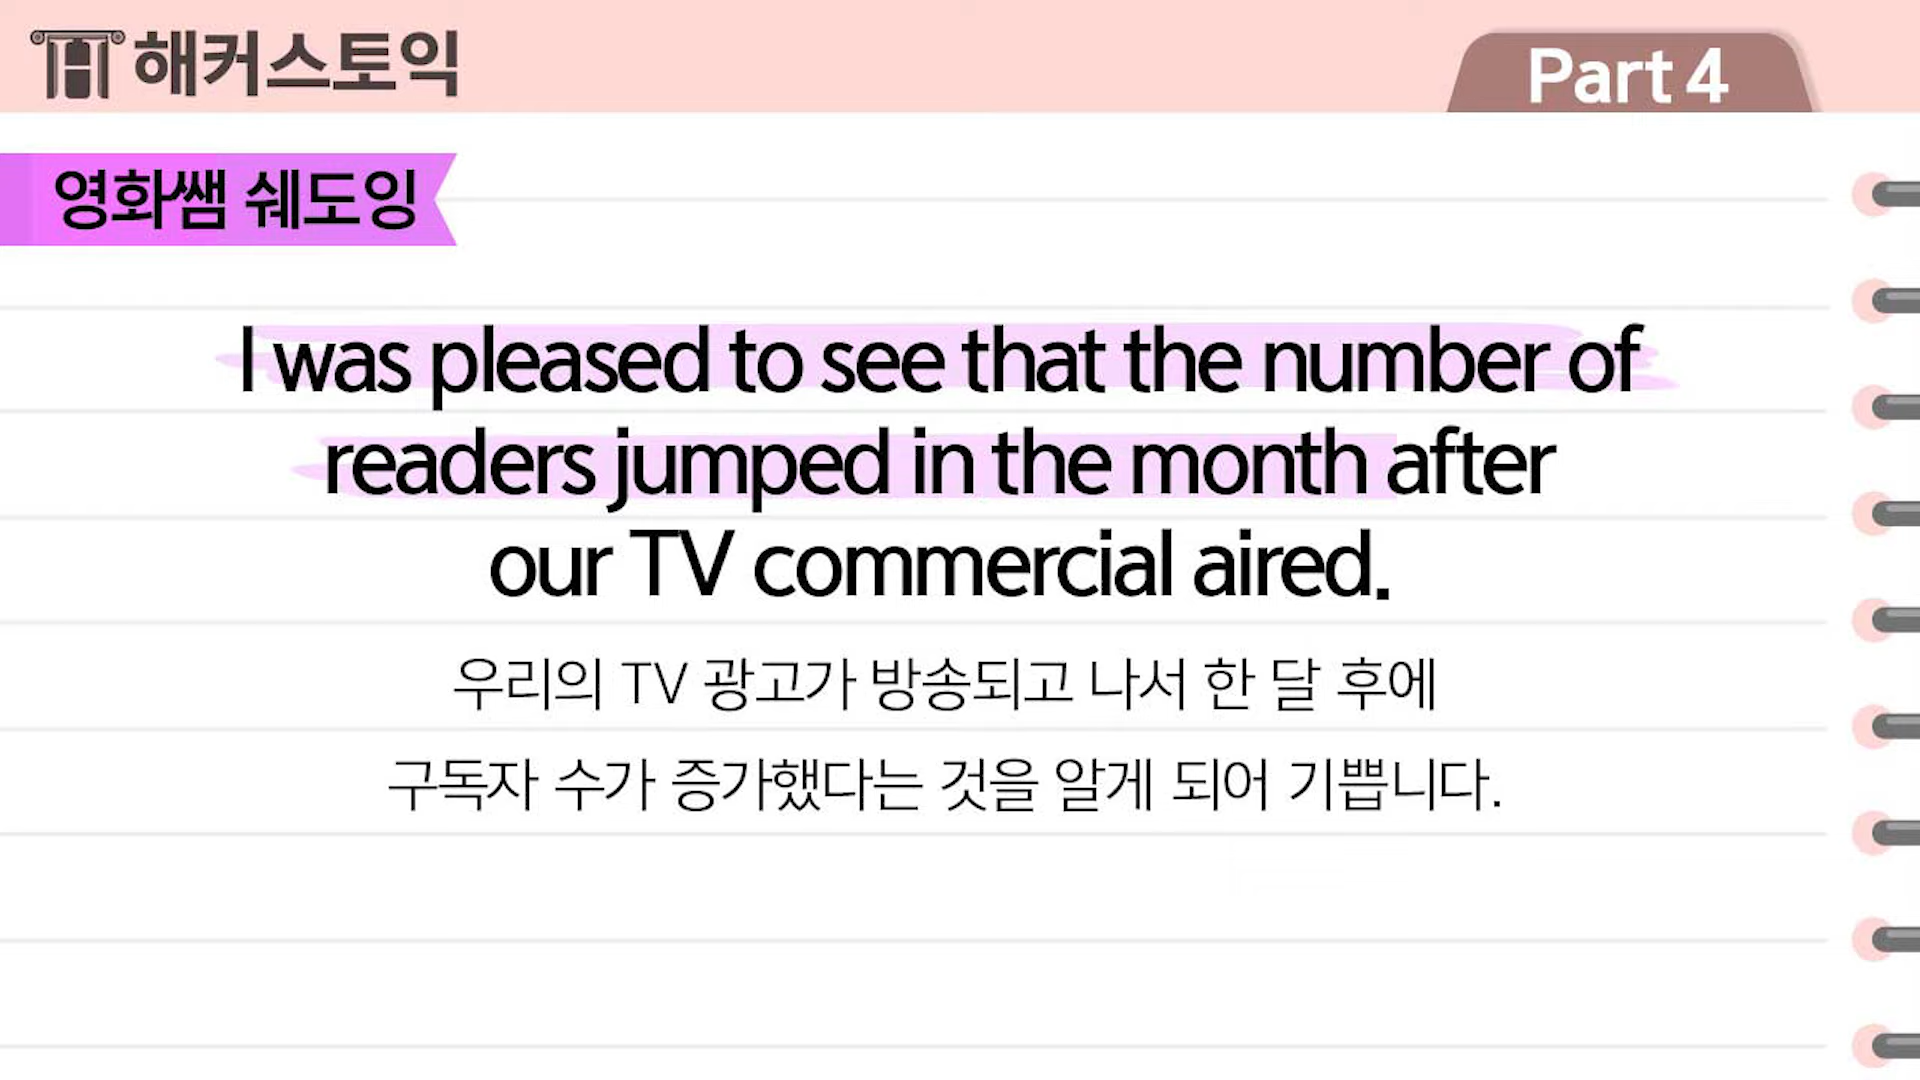 해커스토익
Part 4
영화쌤 쉐도잉
I was pleased to see that the number of
readers jumped in the month after
our TV commercial aired.
우리의 TV 광고가 방송되고 나서 한 달 후에
구독자 수가 증가했다는 것을 알게 되어 기쁩니다.